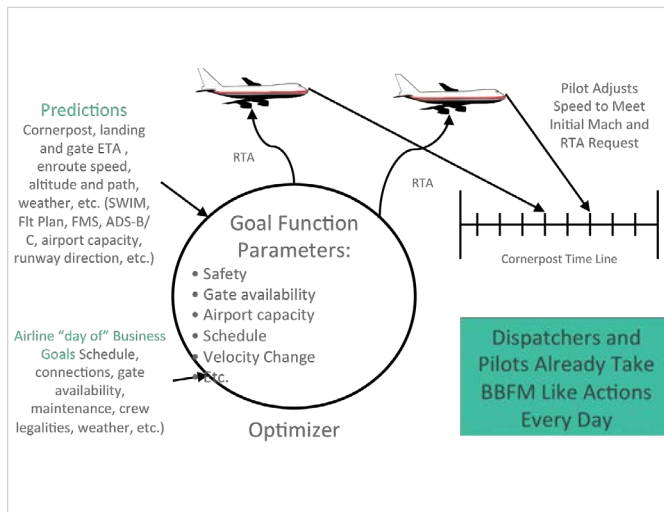 Predictions
Cornerpost, landing
and gate ETA ,
enroute speed,
altitude and path,
weather, etc. (SWIM,
Flt Plan, FMS, ADS-B/
C, airport capacity,
runway direction, etc.)
Airline "day of" Business
Goals Schedule,
connections, gate
availability,
maintenance, crew
legalities, weather, etc.)
RTA
RTA
Goal Function
Parameters:
• Safety
• Gate availability
• Airport capacity
• Schedule
• Velocity Change
• Etc.
Optimizer
Pilot Adjusts
Speed to Meet
Initial Mach and
RTA Request
Cornerpost Time Line
Dispatchers and
Pilots Already Take
BBFM Like Actions
Every Day